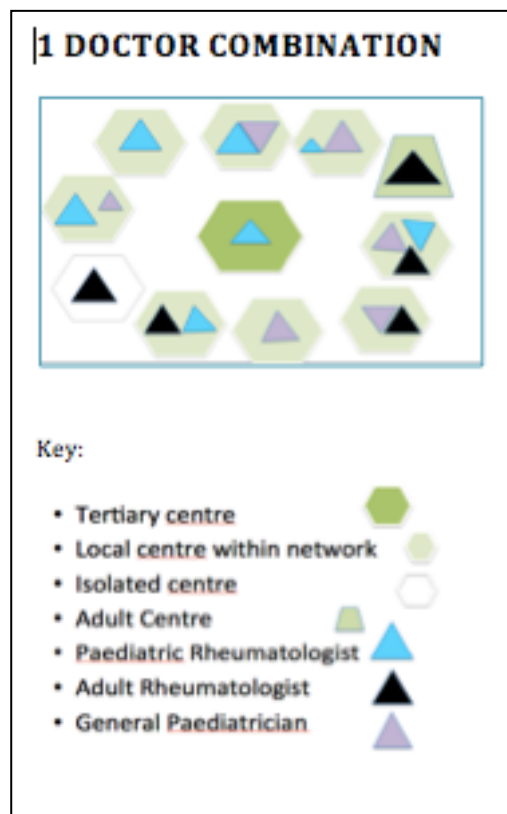 1 DOCTOR COMBINATION
Key:
• Tertiary centre
• Local centre within network
• Isolated centre
• Adult Centre
• Paediatric Rheumatologist
• Adult Rheumatologist
• General Paediatrician